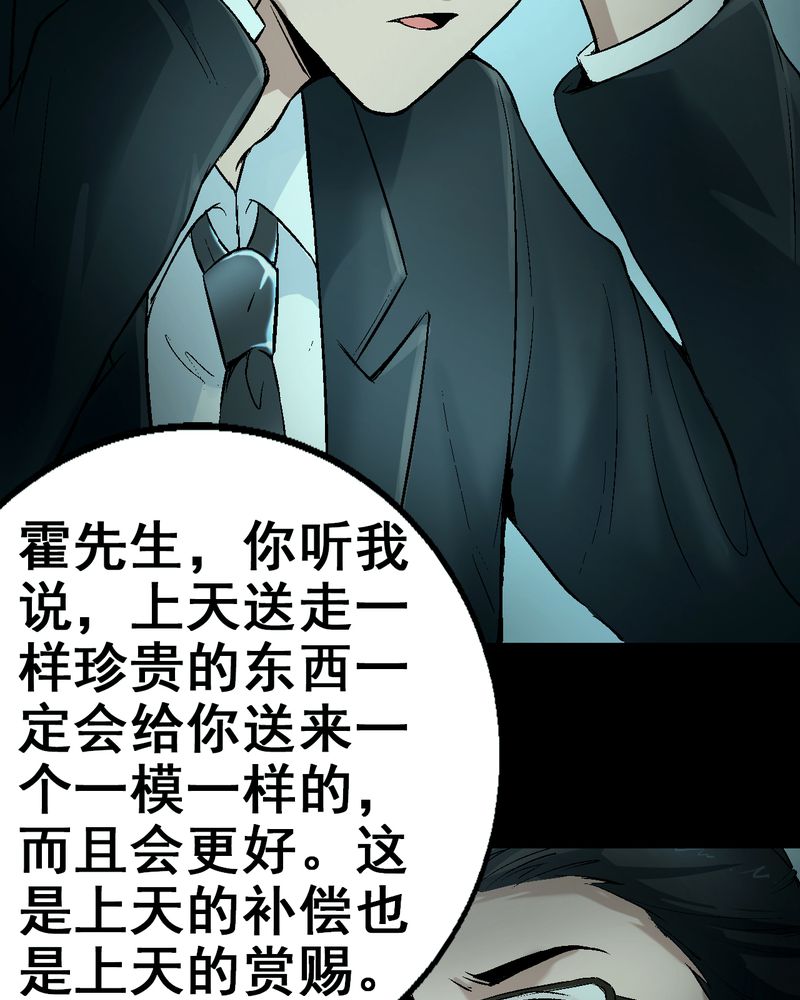 霍先生，你听我
说，上天送走一
样珍贵的东西一
定会给你送来一
个一模一样的，
而且会更好。这
是上天的补偿也
是上天的赏赐。